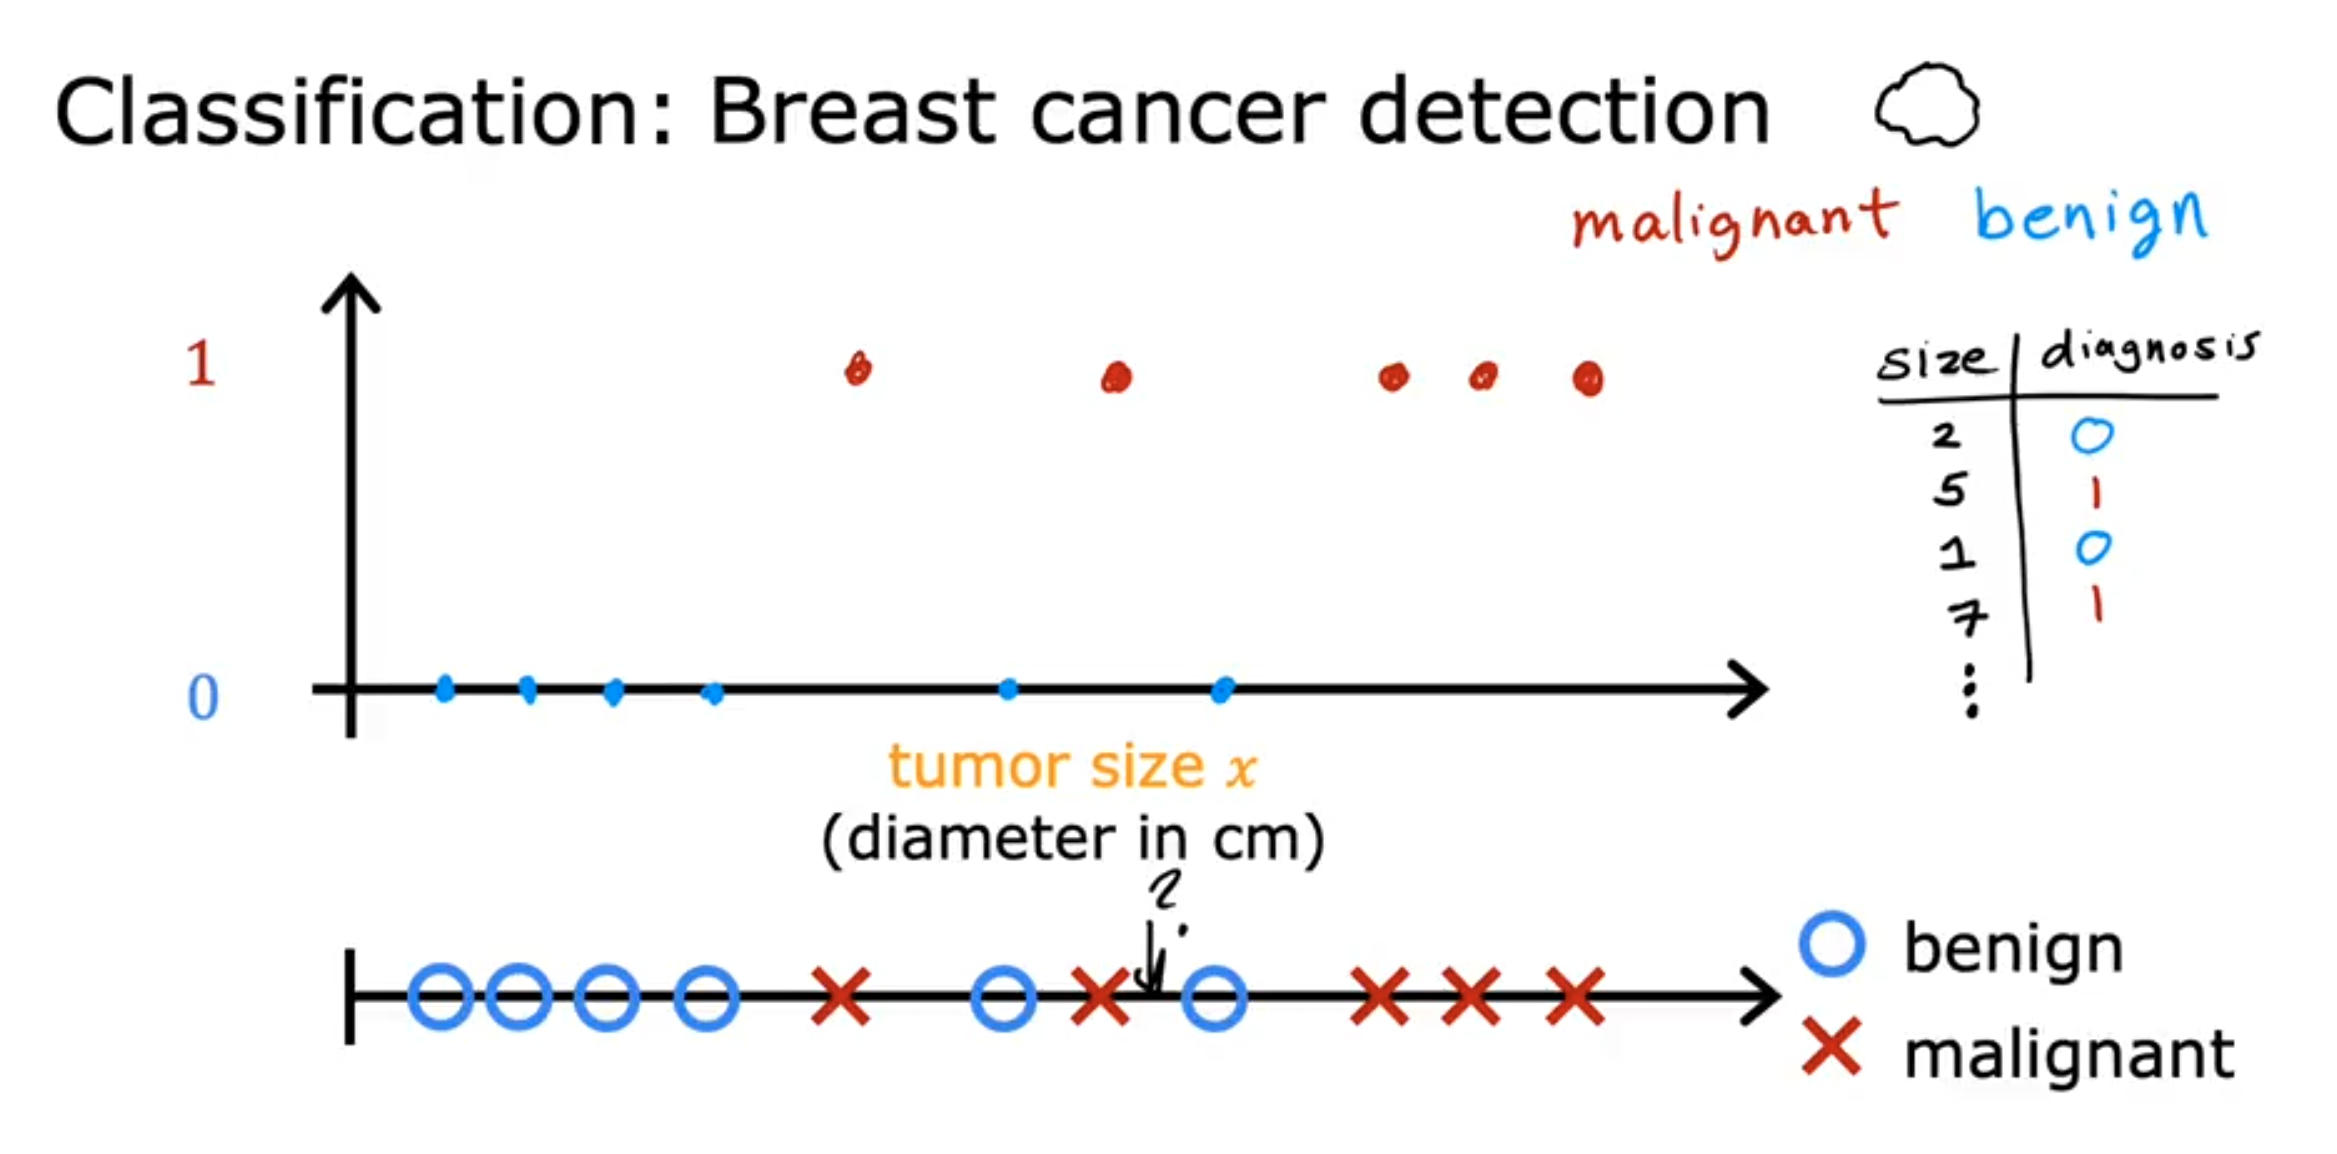 Classification: Breast cancer detection
malignant benign
1
size diagnosis
2 0
5 1
1 0
7 1
⋮
0
tumor size x
(diameter in cm)
?
benign
malignant